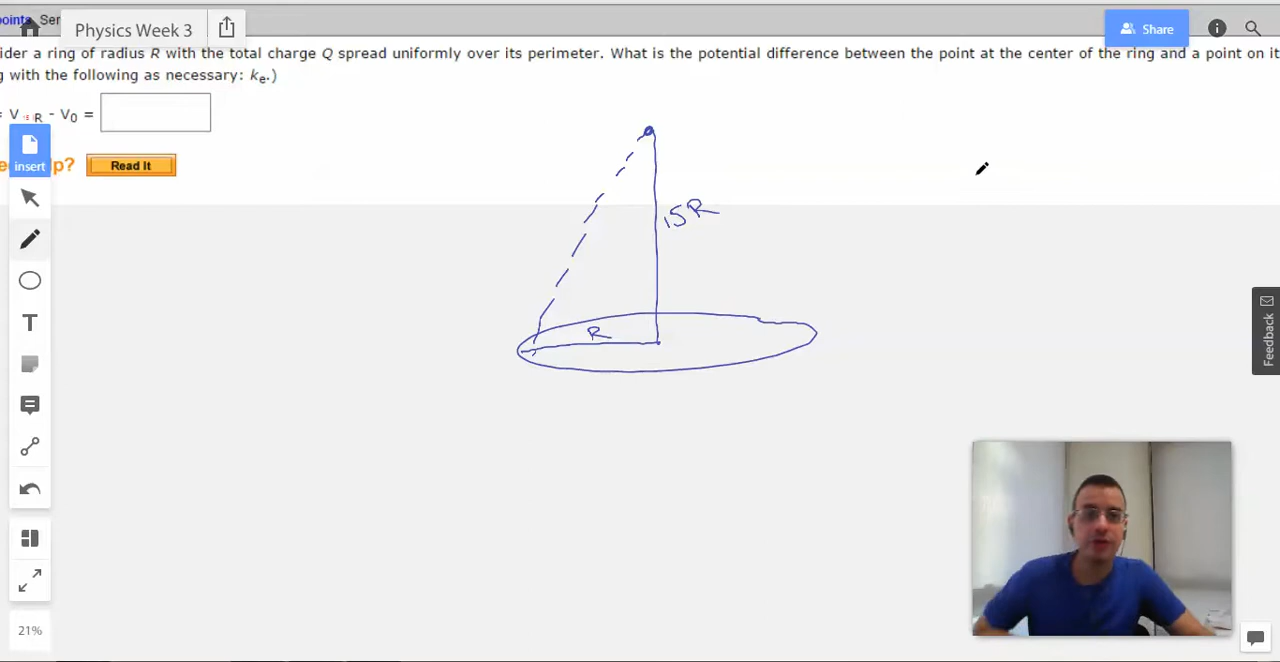 points Ser
Physics Week 3
Share
ider a ring of radius R with the total charge Q spread uniformly over its perimeter. What is the potential difference between the point at the center of the ring and a point on it
g with the following as necessary: ke.)
= V R - V0 =
insert
p?
Read It
15R
R
T
Feedback
21%